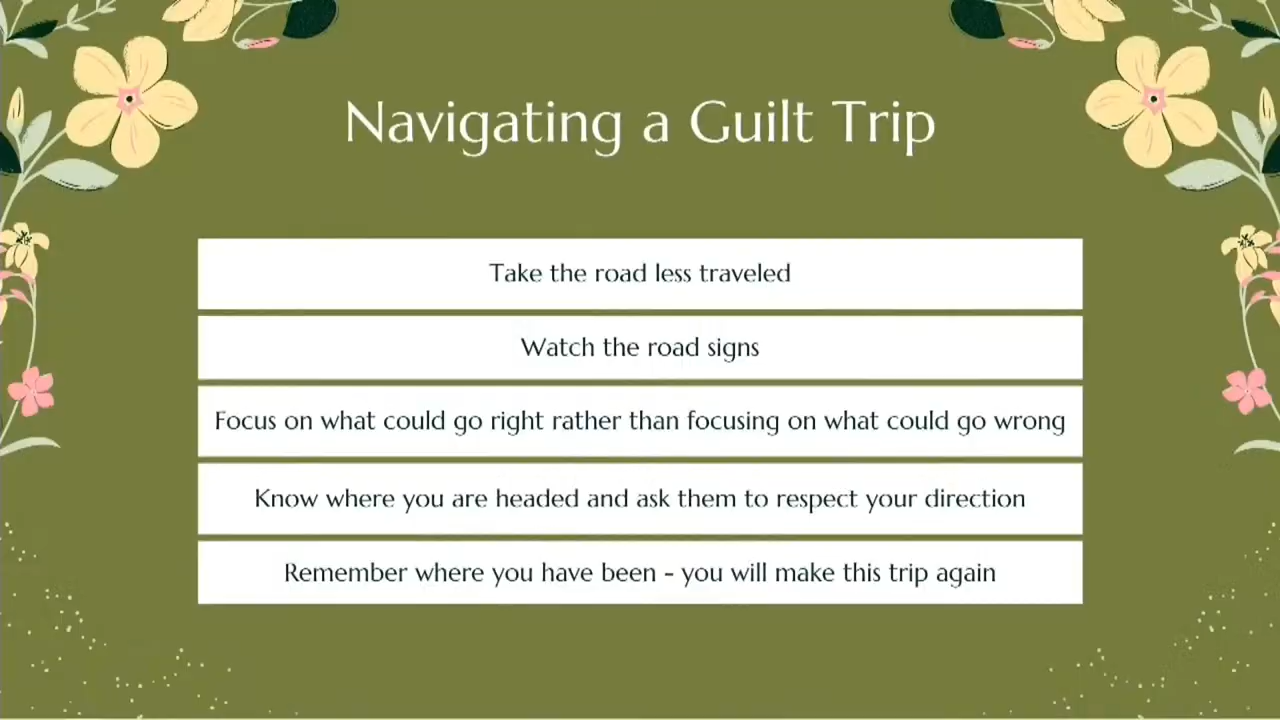 Navigating a Guilt Trip
Take the road less traveled
Watch the road signs
Focus on what could go right rather than focusing on what could go wrong
Know where you are headed and ask them to respect your direction
Remember where you have been - you will make this trip again